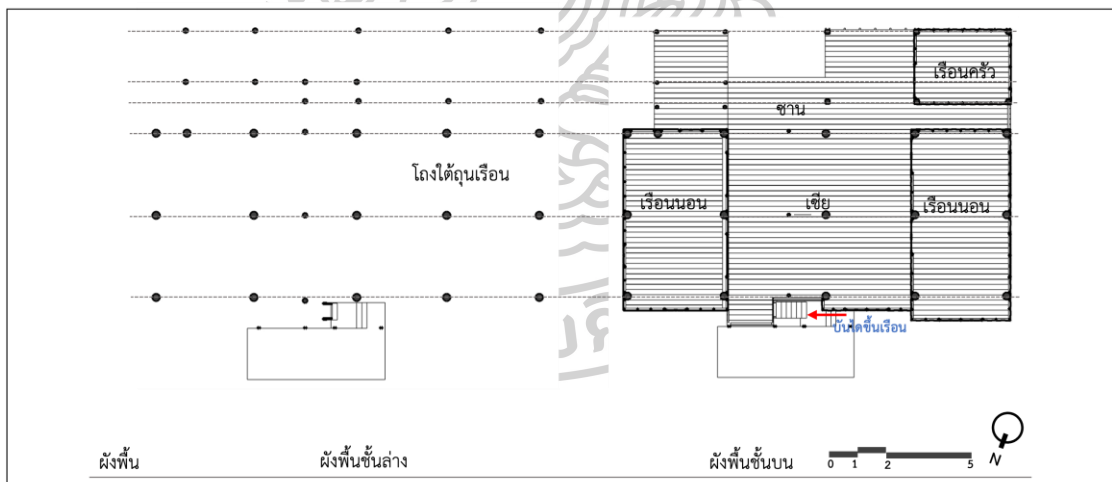 เรือนครัว
ชาน
โถงใต้ถุนเรือน
เรือนนอน
เซีย
เรือนนอน
บันไดขึ้นเรือน
ผังพื้น
ผังพื้นชั้นล่าง
ผังพื้นชั้นบน
0 1 2 5
N